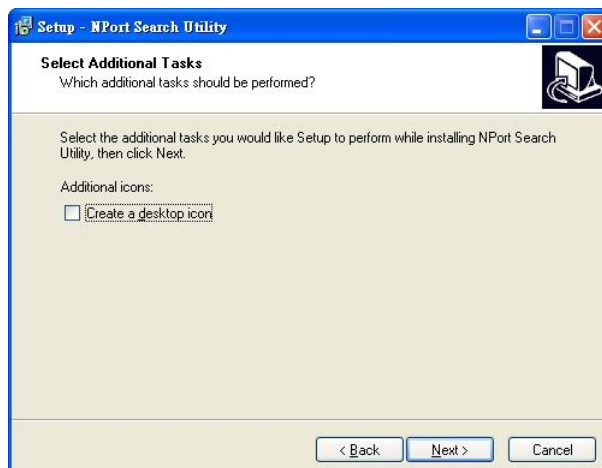 Setup - NPort Search Utility
Select Additional Tasks
Which additional tasks should be performed?
Select the additional tasks you would like Setup to perform while installing NPort Search
Utility, then click Next.
Additional icons:
Create a desktop icon
< Back
Next >
Cancel